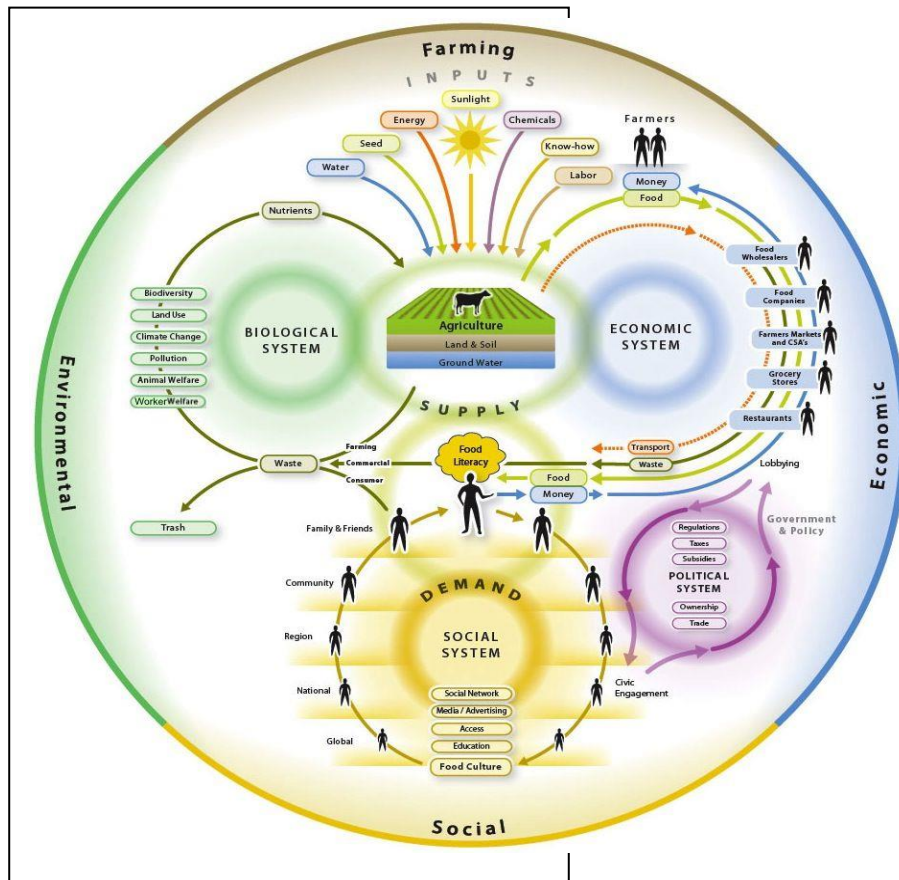 Farming
INPUTS
Sunlight
Energy
Chemicals
Seed
Know-how
Water
Labor
Farmers
Money
Food
Nutrients
Food
Wholesalers
Biodiversity
Land Use
Climate Change
Pollution
Animal Welfare
Worker Welfare
BIOLOGICAL
SYSTEM
Agriculture
Land & Soil
Ground Water
ECONOMIC
SYSTEM
Food
Companies
Farmers Markets
and CSA's
Grocery
Stores
Restaurants
Environmental
Economic
SUPPLY
Farming
Commercial
Consumer
Waste
Food
Literacy
Transport
Waste
Food
Money
Lobbying
Trash
Government
& Policy
Regulations
Taxes
Subsidies
POLITICAL
SYSTEM
Ownership
Trade
Civic
Engagement
Family & Friends
Community
Region
National
Global
DEMAND
SOCIAL
SYSTEM
Social Network
Media / Advertising
Access
Education
Food Culture
Social